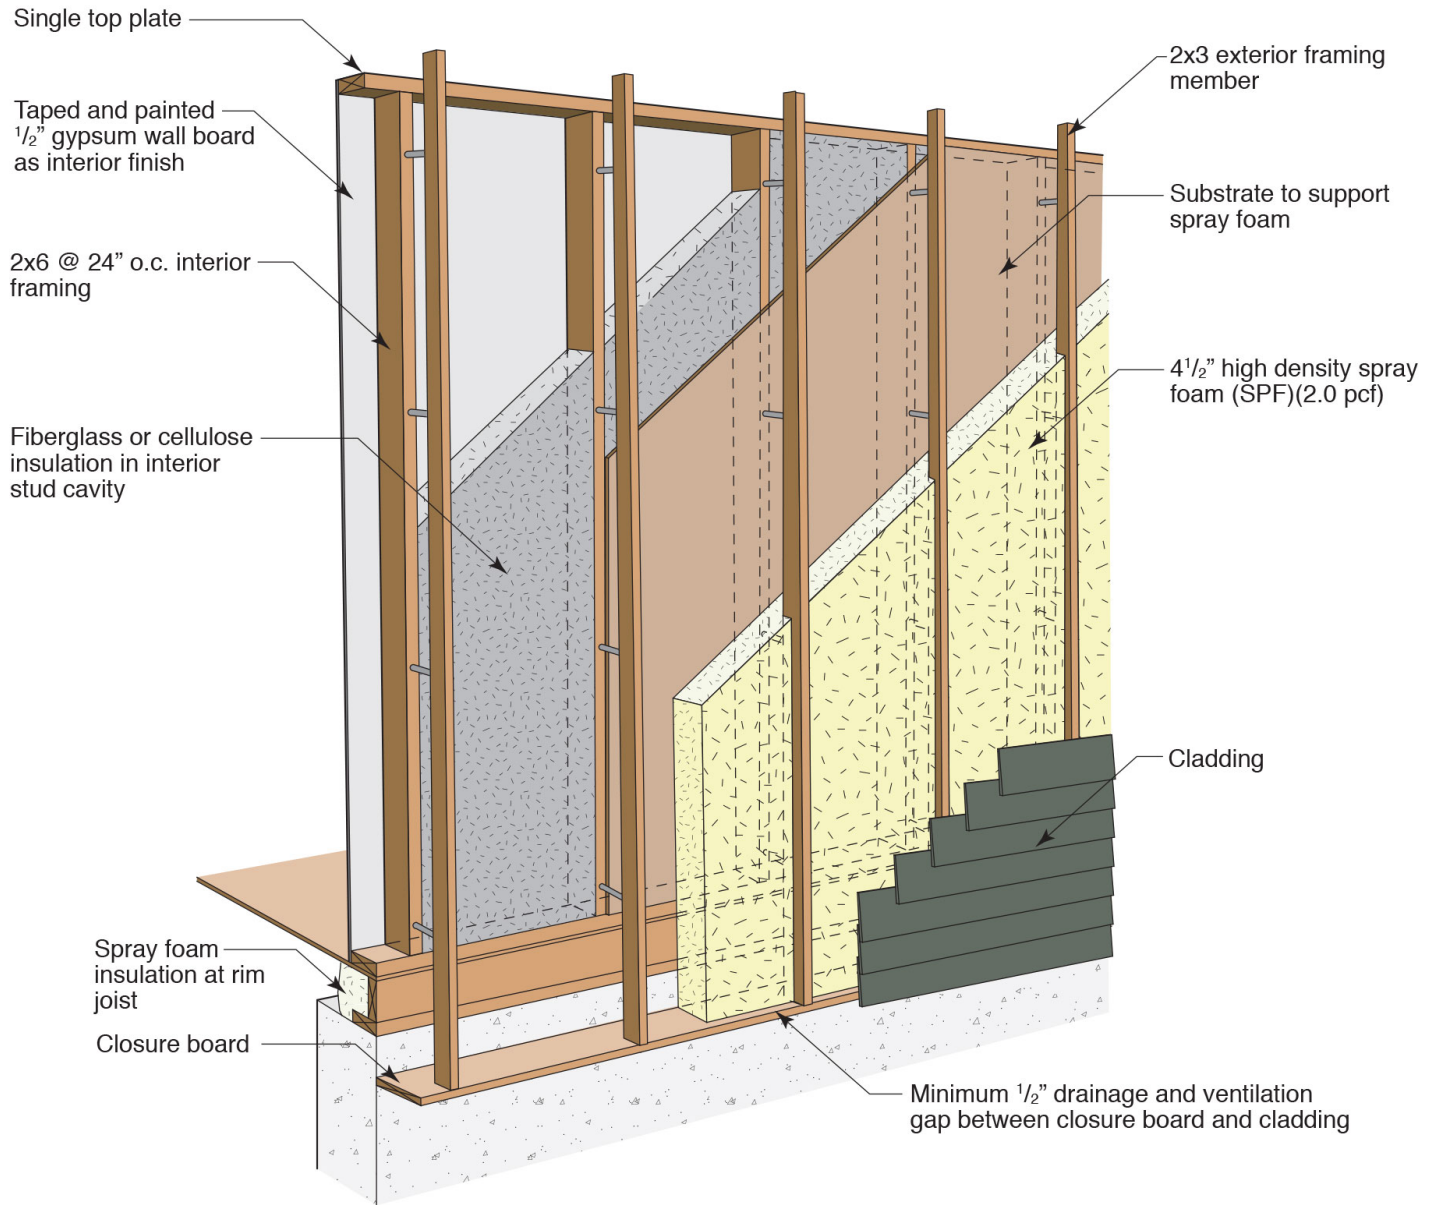 Single top plate
Taped and painted
1/2” gypsum wall board
as interior finish
2x6 @ 24” o.c. interior
framing
Fiberglass or cellulose
insulation in interior
stud cavity
Spray foam
insulation at rim
joist
Closure board
2x3 exterior framing
member
Substrate to support
spray foam
4 1/2” high density spray
foam (SPF)(2.0 pcf)
Cladding
Minimum 1/2” drainage and ventilation
gap between closure board and cladding